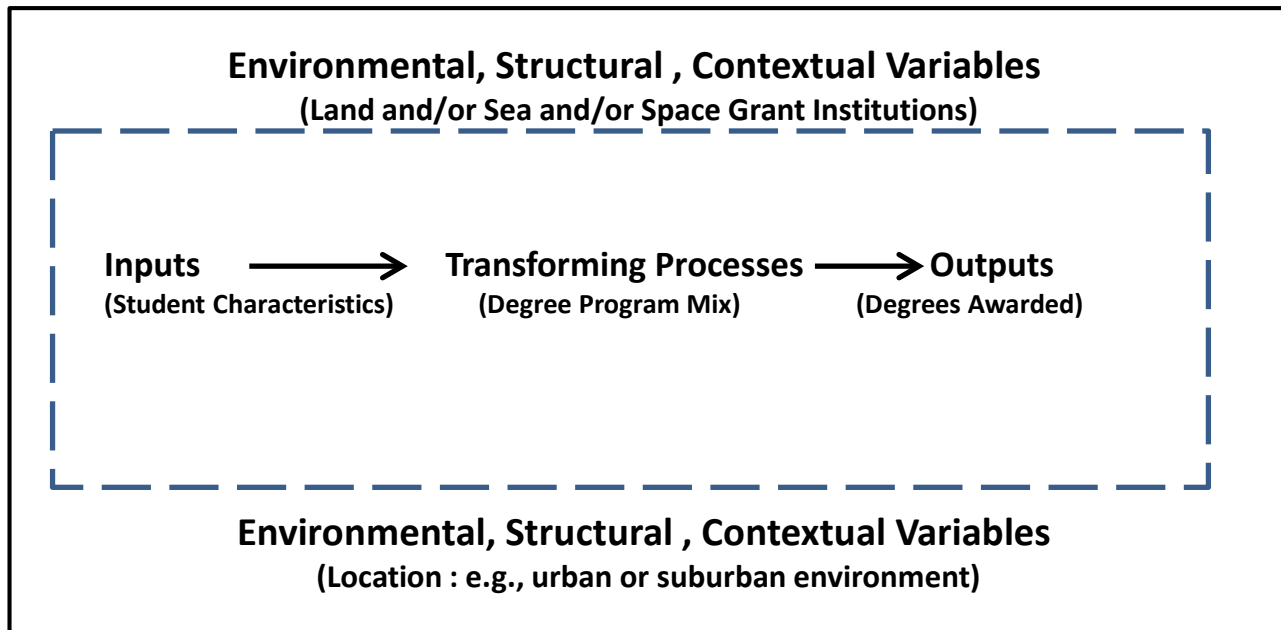 Environmental, Structural , Contextual Variables
(Land and/or Sea and/or Space Grant Institutions)
Inputs Transforming Processes Outputs
(Student Characteristics) (Degree Program Mix) (Degrees Awarded)
Environmental, Structural , Contextual Variables
(Location : e.g., urban or suburban environment)